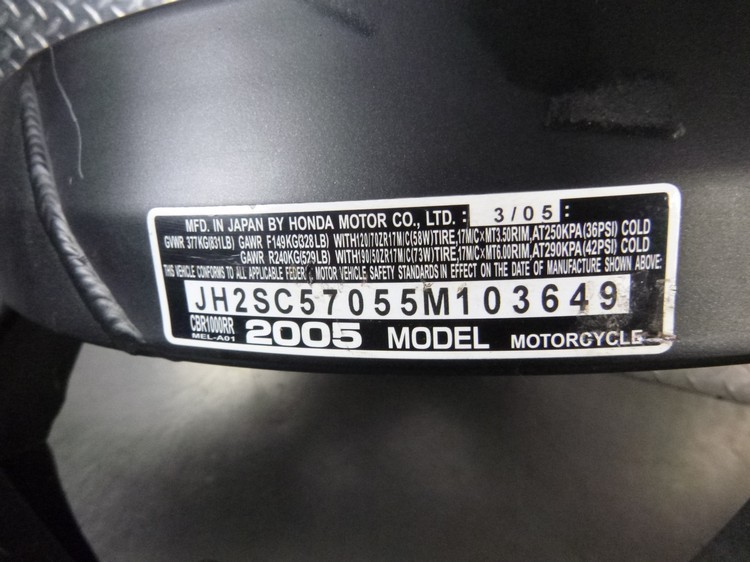 MFD. IN JAPAN BY HONDA MOTOR CO., LTD. : 3/05 :
GVWR 377KG(831LB) GAWR F149KG(328LB) WITH120/70ZR17M/C(58W)TIRE,17M/C×MT3.50RIM,AT250KPA(36PSI) COLD
GAWR R240KG(529LB) WITH190/50ZR17M/C(73W)TIRE,17M/C×MT6.00RIM,AT290KPA(42PSI) COLD
THIS VEHICLE CONFORMS TO ALL APPLICABLE FEDERAL MOTOR VEHICLE SAFETY STANDARDS IN EFFECT ON THE DATE OF MANUFACTURE SHOWN ABOVE:
JH2SC57055M103649
CBR1000RR 2005 MODEL MOTORCYCLE
MEL-A01